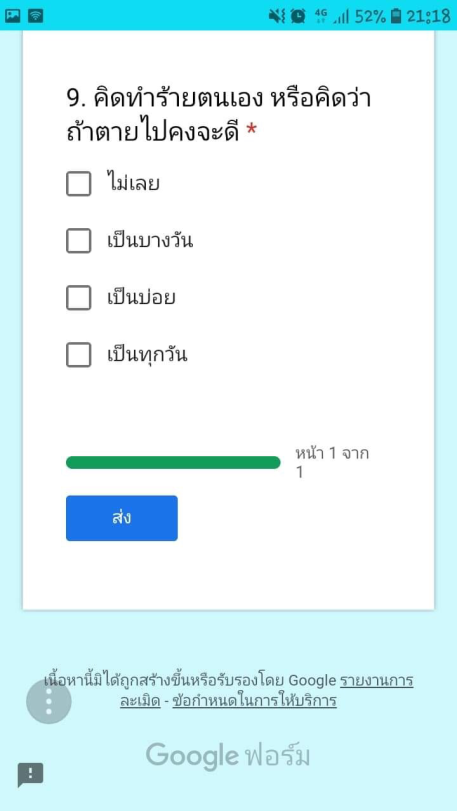 4G 52% 21:18
9. คิดทำร้ายตนเอง หรือคิดว่า
ถ้าตายไปคงจะดี *
ไม่เลย
เป็นบางวัน
เป็นบ่อย
เป็นทุกวัน
หน้า 1 จาก
1
ส่ง
เนื้อหานี้มิได้ถูกสร้างขึ้นหรือรับรองโดย Google รายงานการ
ละเมิด - ข้อกำหนดในการให้บริการ
Google ฟอร์ม